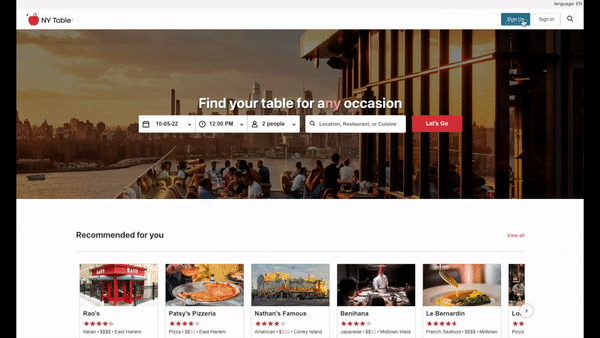 language: EN
NY Table
Sign Up
Sign In
Find your table for any occasion
10-05-22
12:00 PM
2 people
Location, Restaurant, or Cuisine
Let's Go
Recommended for you
View all
Rao's
Italian • $$$$ • East Harlem
Patsy's Pizzeria
Pizza • $$$$ • East Harlem
Nathan's Famous
American • $$$$ • Coney Island
Benihana
Japanese • $$$$ • Midtown West
Le Bernardin
French Seafood • $$$$ • Midtown
Pizza